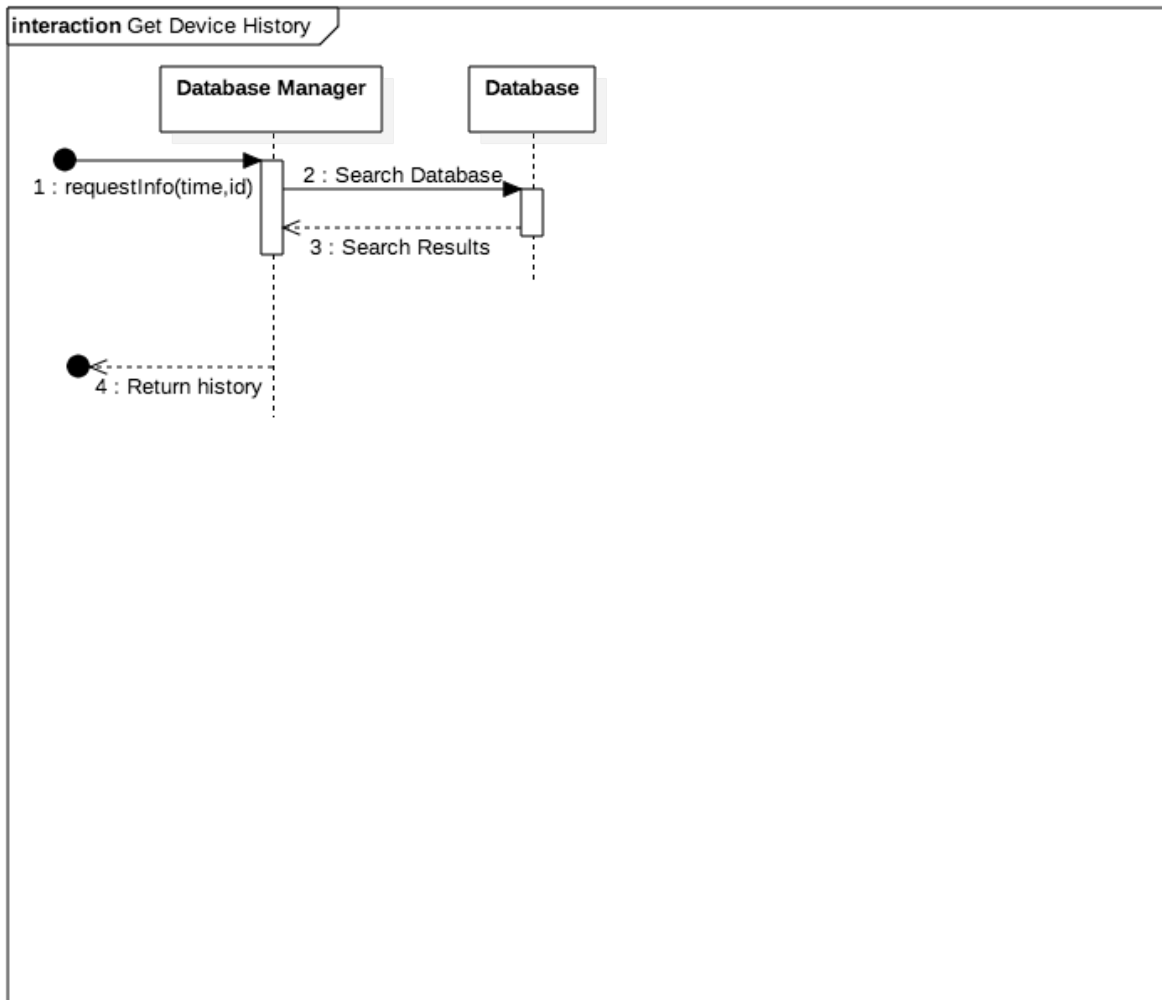 interaction Get Device History
Database Manager
Database
1 : requestInfo(time,id)
2 : Search Database
3 : Search Results
4 : Return history